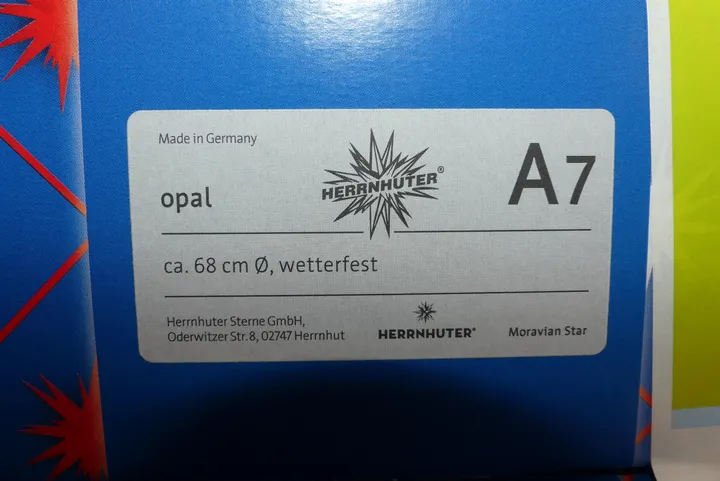 Made in Germany
opal
HERRNHUTER®
A7
ca. 68 cm Ø, wetterfest
Herrnhuter Sterne GmbH,
Oderwitzer Str. 8, 02747 Herrnhut
HERRNHUTER®
Moravian Star